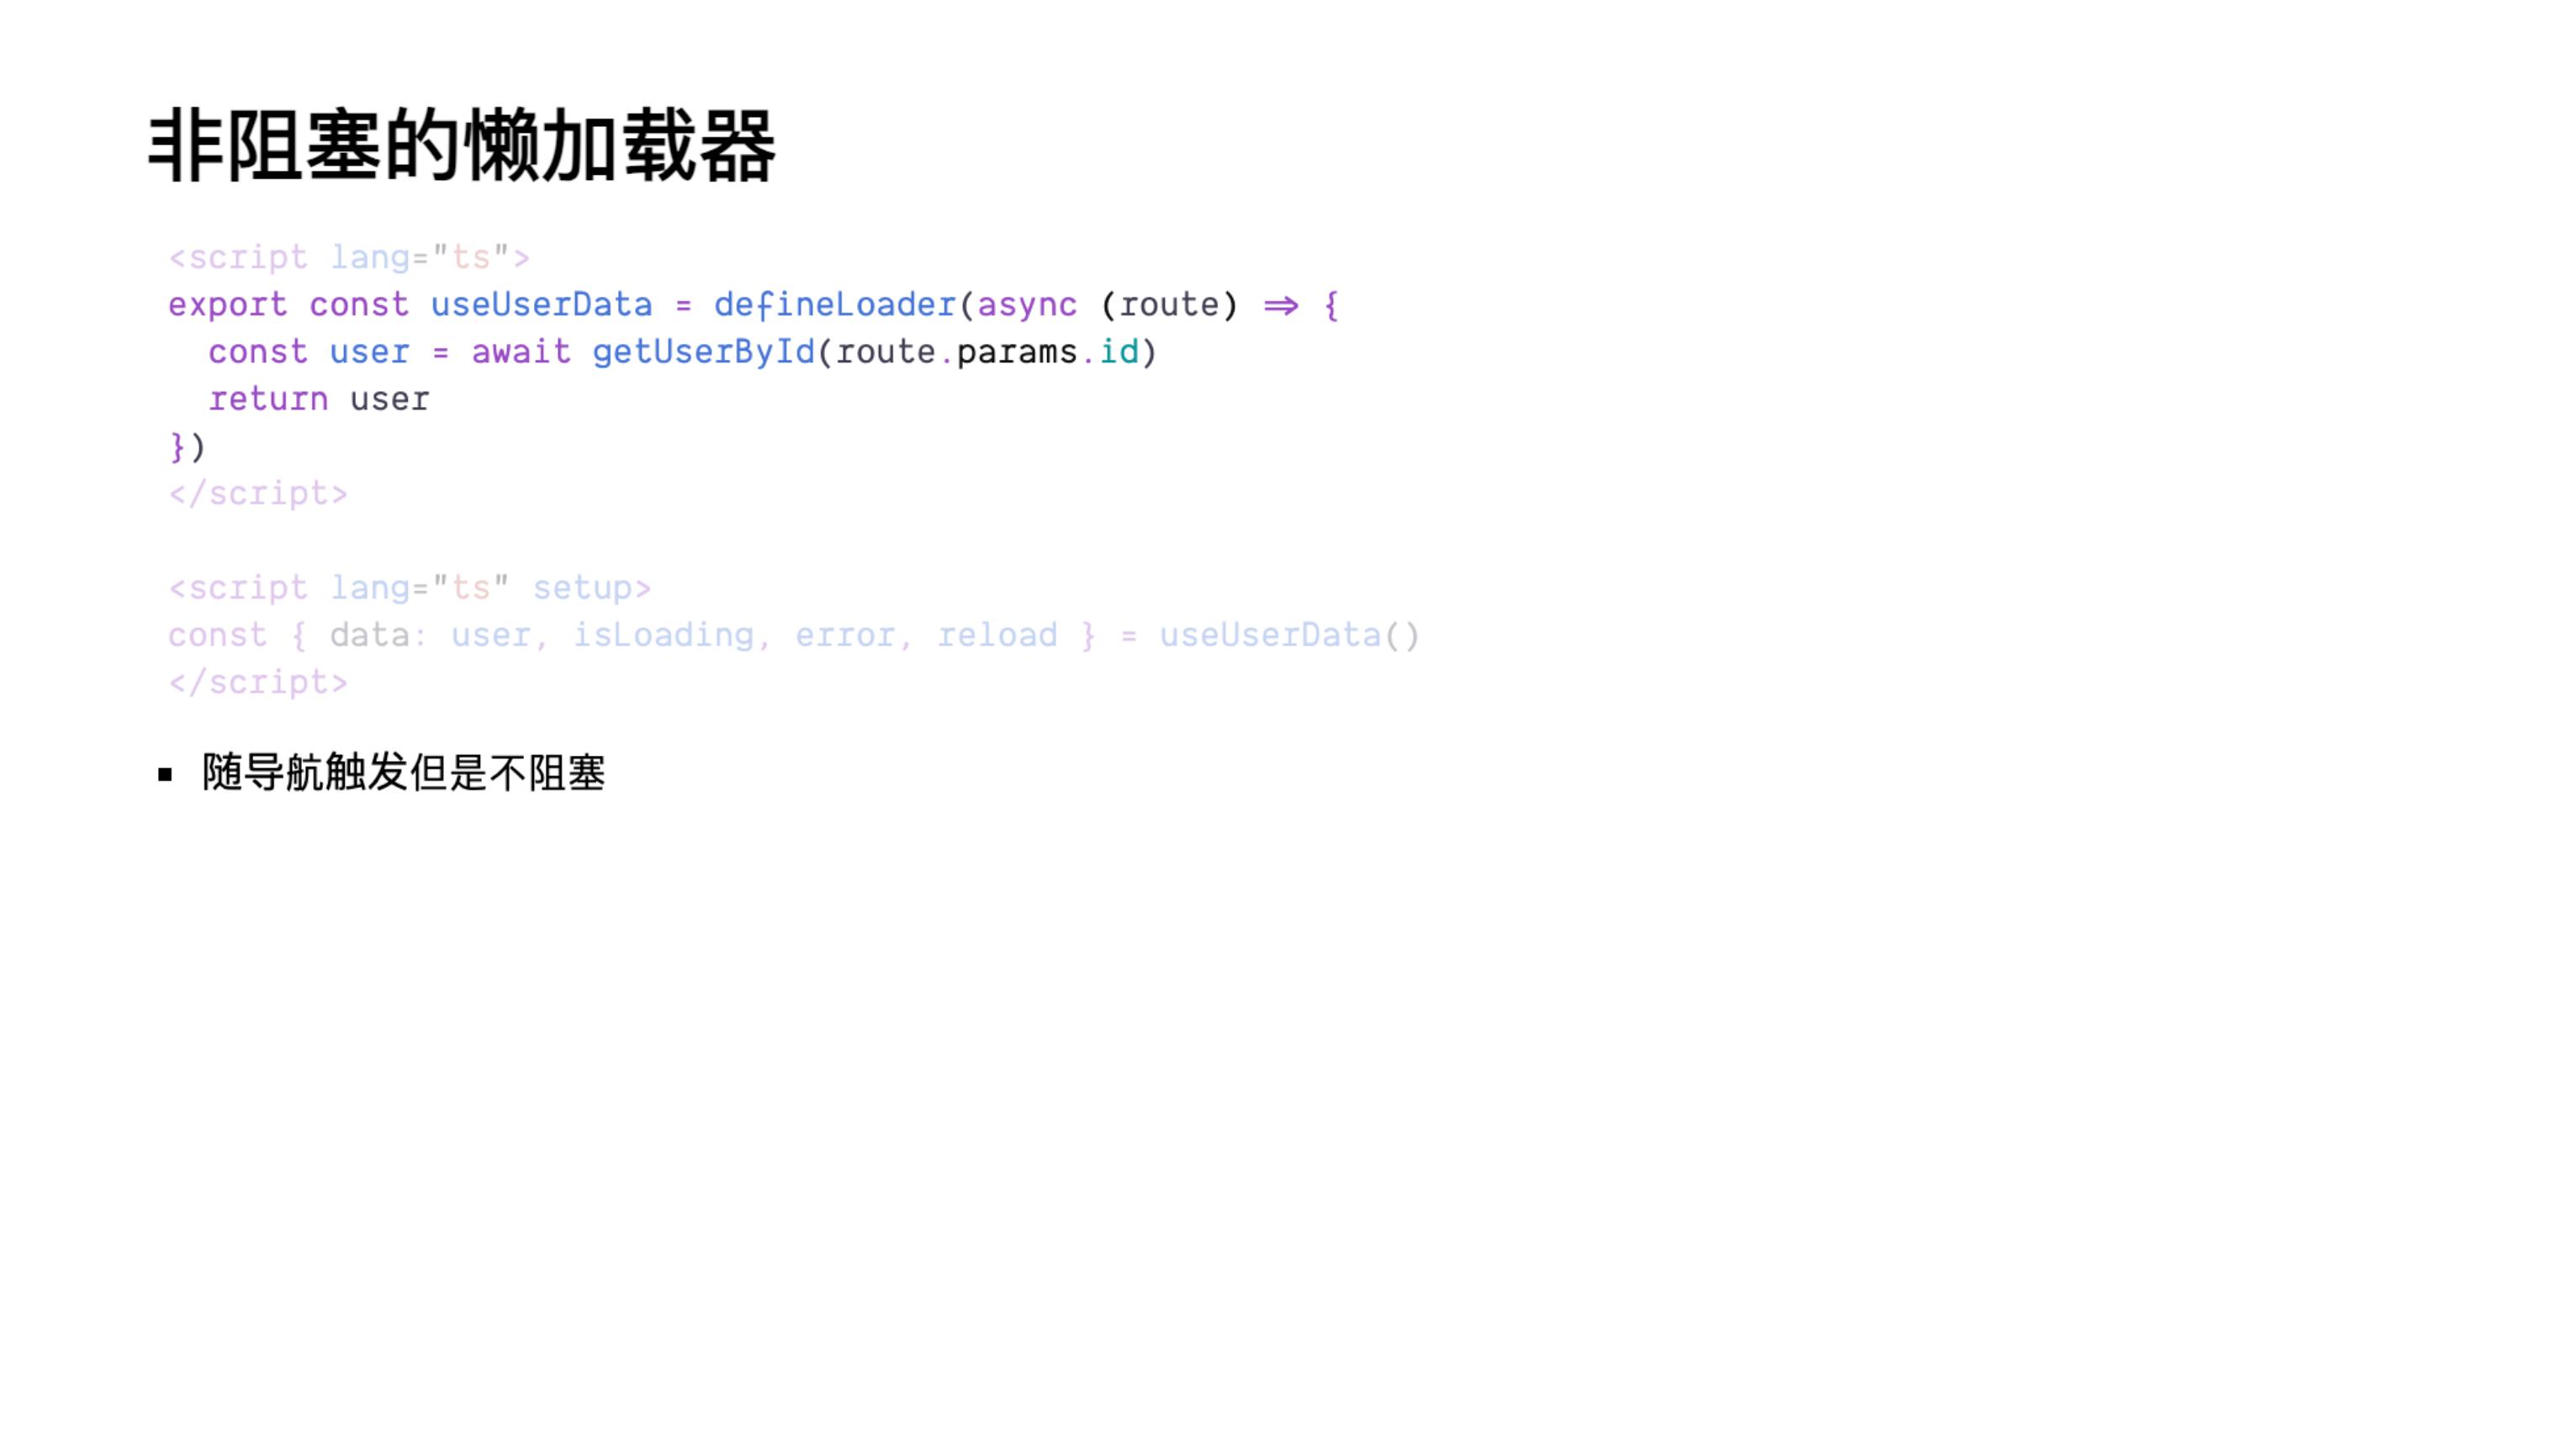 非阻塞的懒加载器
<script lang="ts">
export const useUserData = defineLoader(async (route) => {
  const user = await getUserById(route.params.id)
  return user
})
</script>
<script lang="ts" setup>
const { data: user, isLoading, error, reload } = useUserData()
</script>
▪ 随导航触发但是不阻塞